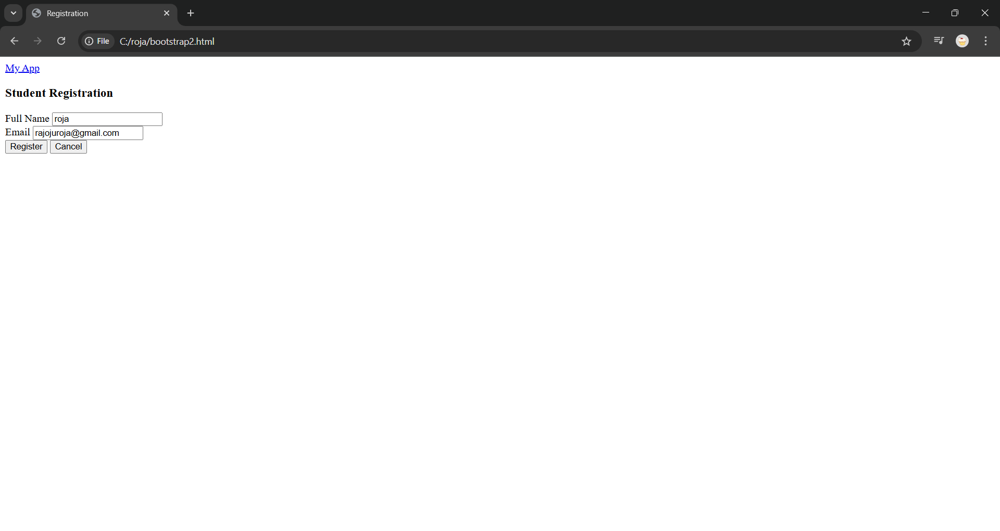 Registration
File C:/roja/bootstrap2.html
My App
Student Registration
Full Name roja
Email rajojuroja@gmail.com
Register Cancel